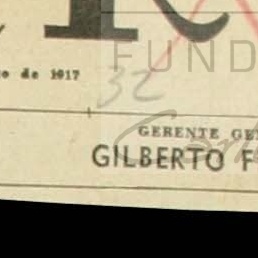 R
FUND
de 1917
32
GERENTE GE
GILBERTO F